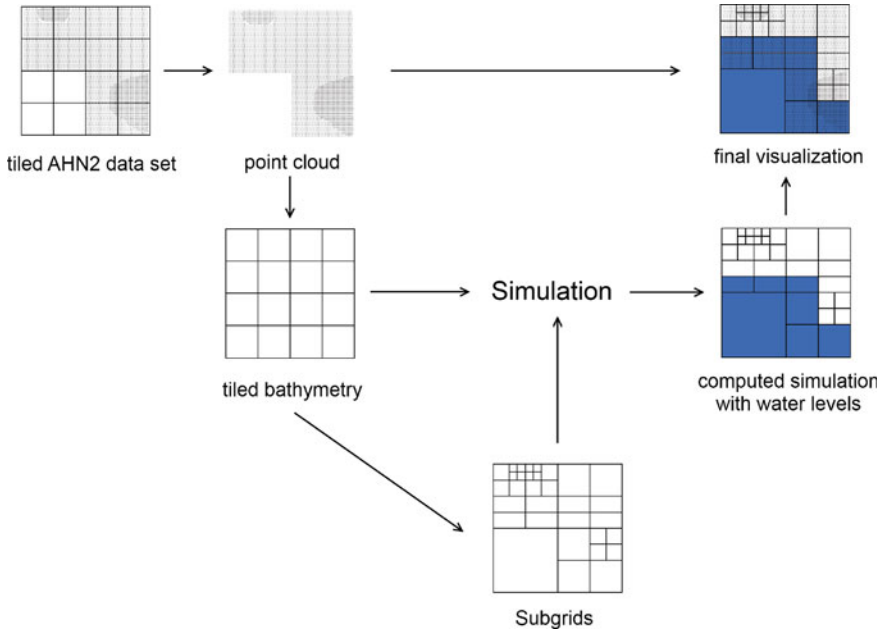 tiled AHN2 data set
point cloud
final visualization
Simulation
tiled bathymetry
computed simulation
with water levels
Subgrids